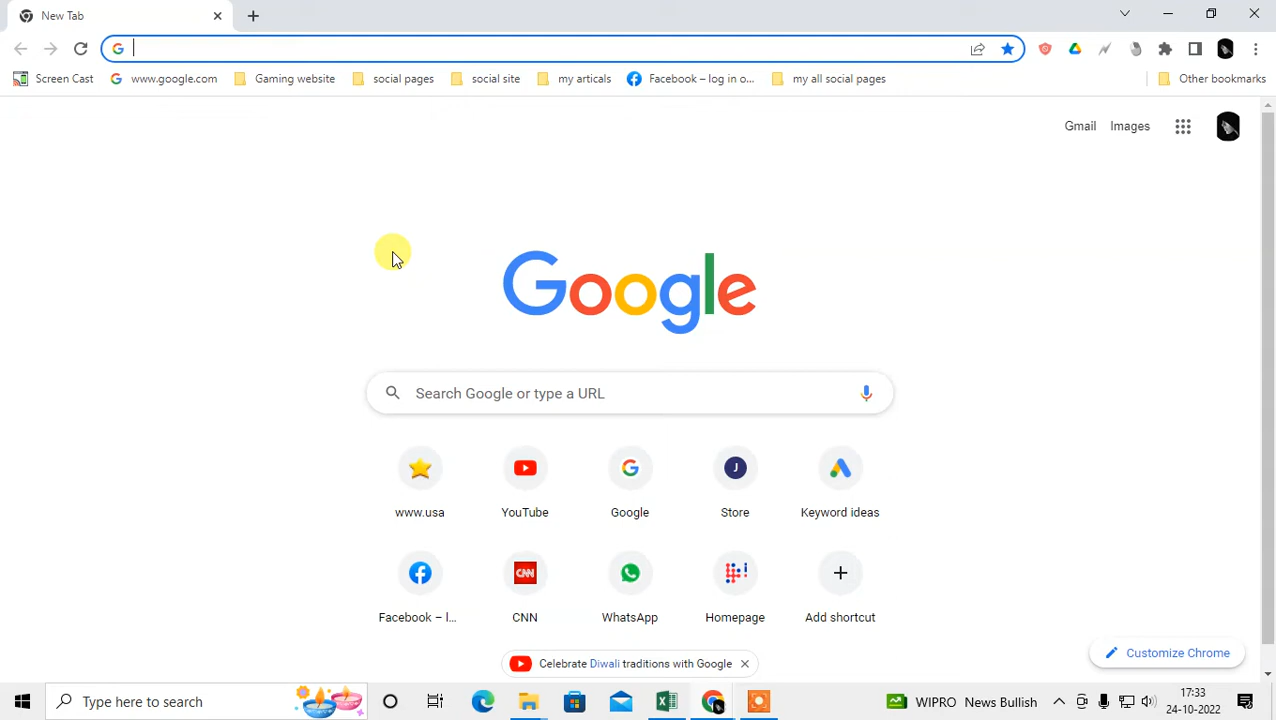 New Tab
Screen Cast
www.google.com
Gaming website
social pages
social site
my articals
Facebook – log in o...
my all social pages
Other bookmarks
Gmail
Images
Google
Search Google or type a URL
www.usa
YouTube
Google
J
Store
Keyword ideas
CNN
Facebook – l...
CNN
WhatsApp
Homepage
Add shortcut
Celebrate Diwali traditions with Google
Customize Chrome
Type here to search
WIPRO News Bullish
17:33
24-10-2022